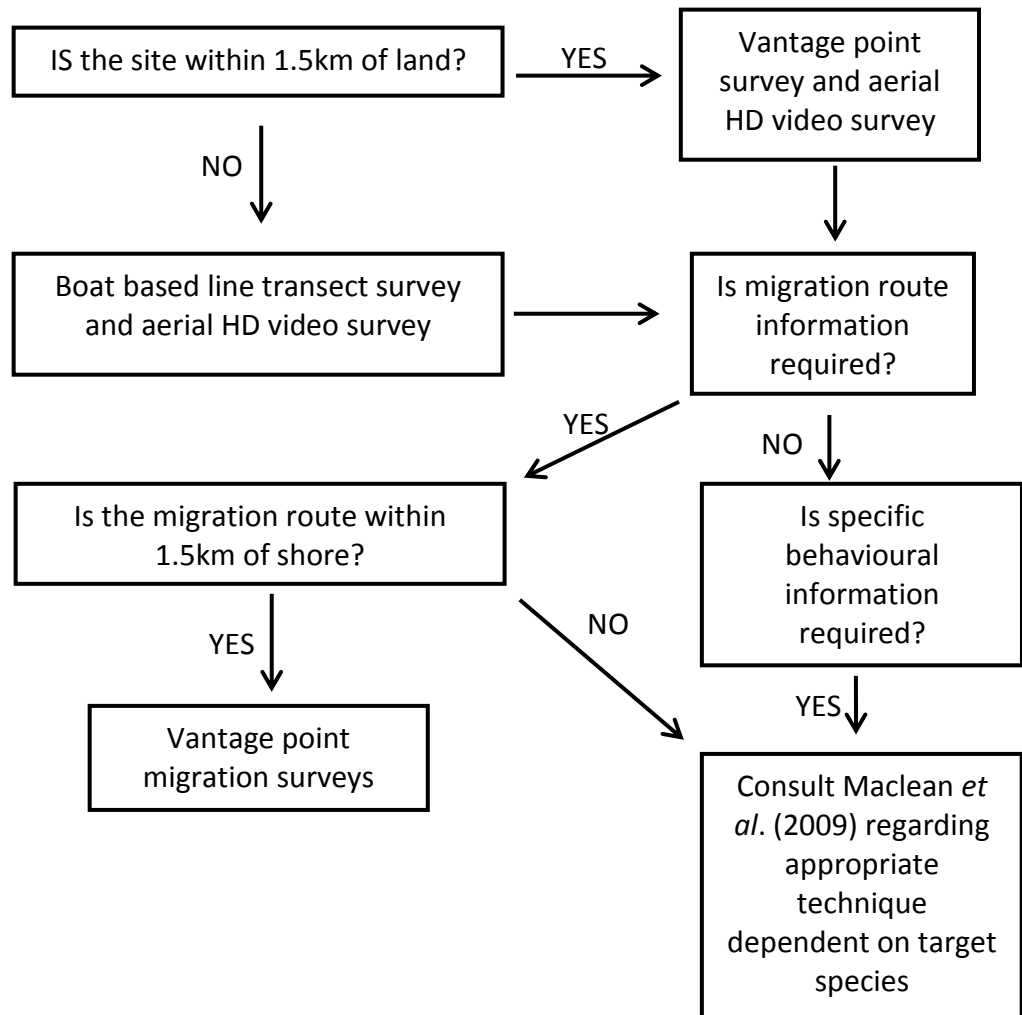 IS the site within 1.5km of land?
YES
Vantage point
survey and aerial
HD video survey
NO
Boat based line transect survey
and aerial HD video survey
Is migration route
information
required?
YES
NO
Is the migration route within
1.5km of shore?
Is specific
behavioural
information
required?
YES
NO
YES
Vantage point
migration surveys
Consult Maclean et
al. (2009) regarding
appropriate
technique
dependent on target
species